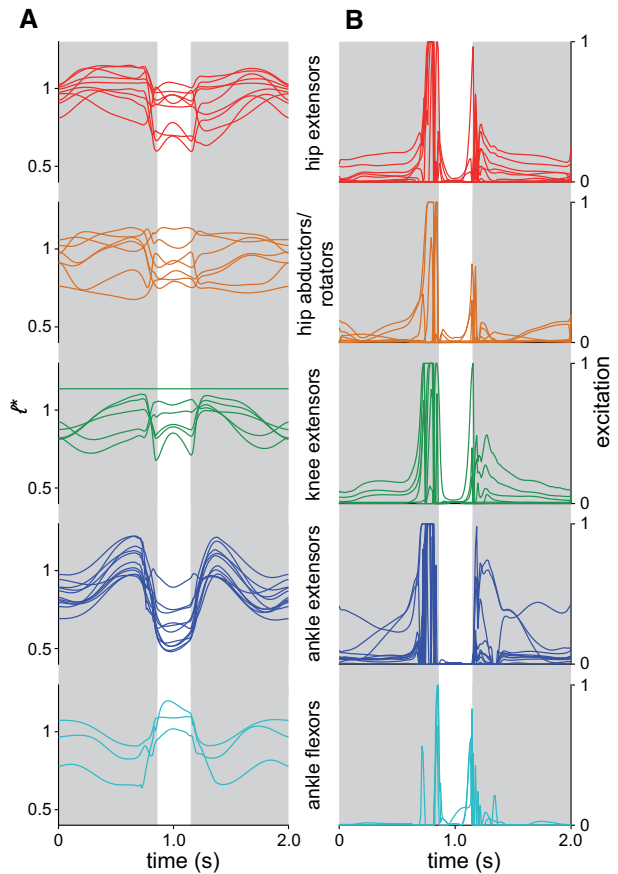 A
B
1
0.5
1
0.5
1
0.5
1
0.5
1
0.5
ℓ*
0
1.0
2.0
time (s)
hip extensors
hip abductors/
rotators
knee extensors
ankle extensors
ankle flexors
1
0
1
0
1
0
1
0
1
0
excitation
0
1.0
2.0
time (s)